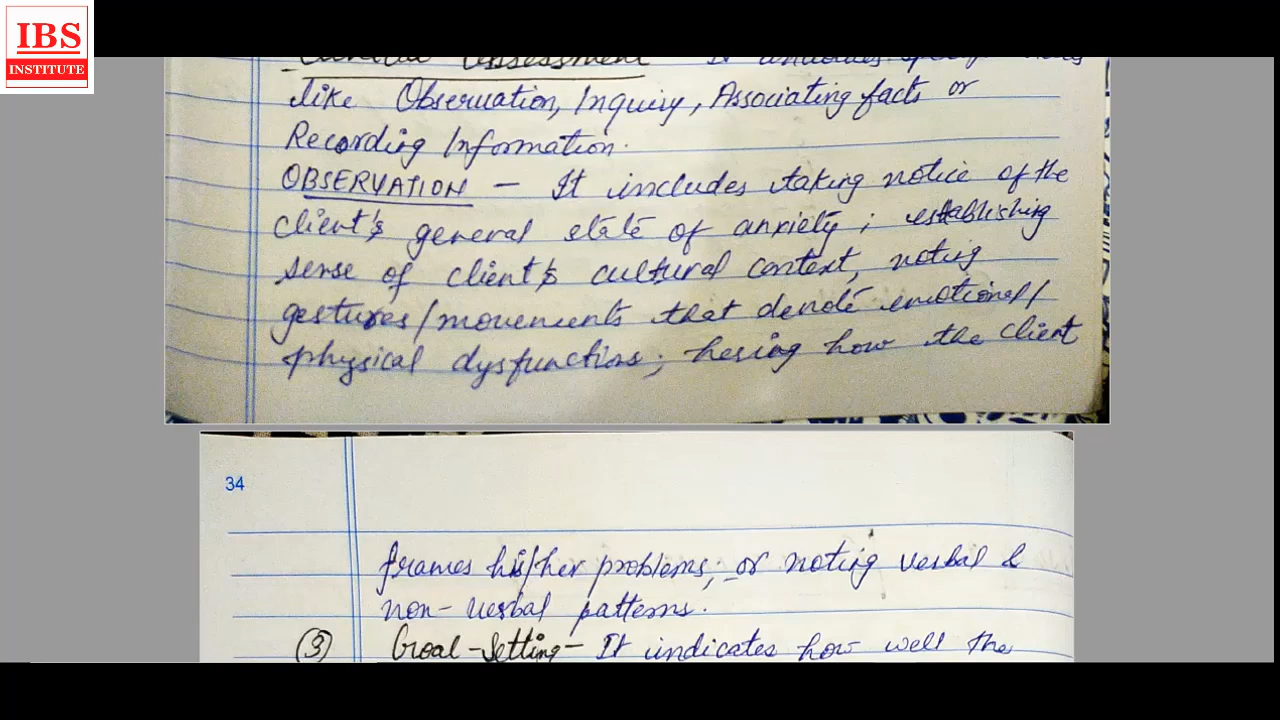 IBS
INSTITUTE
Assessment
like Observation, Inquiry, Associating facts or
Recording Information.
OBSERVATION - It includes taking notice of the
client's general state of anxiety; establishing
sense of client's cultural context, noting
gestures/movements that denote emotional/
physical dysfunctions; hering how the client
34
frames his/her problems; or noting verbal &
non-verbal patterns.
(3) Goal-Setting- It indicates how well the